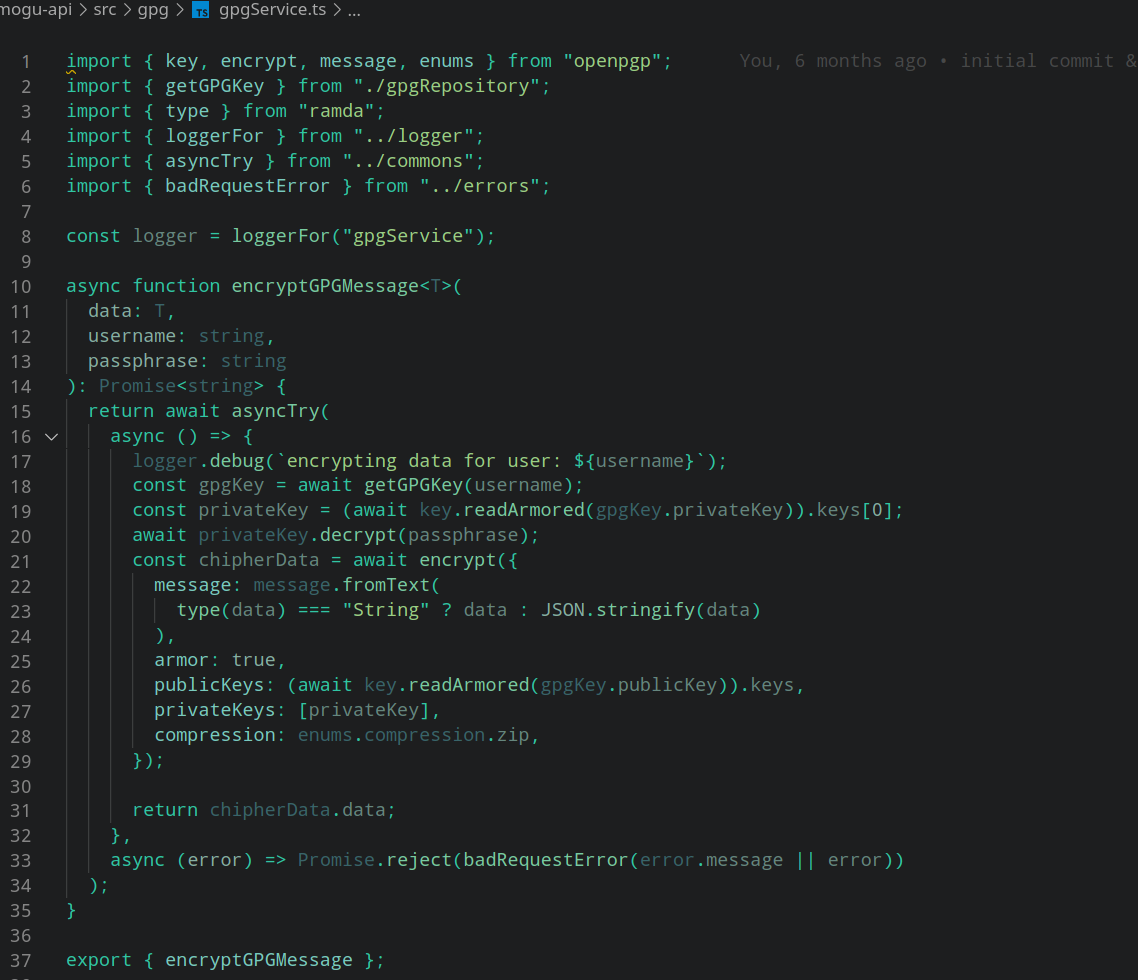 mogu-api > src > gpg > TS gpgService.ts > ...
1 import { key, encrypt, message, enums } from "openpgp"; You, 6 months ago • initial commit &
2 import { getGPGKey } from "./gpgRepository";
3 import { type } from "ramda";
4 import { loggerFor } from "../logger";
5 import { asyncTry } from "../commons";
6 import { badRequestError } from "../errors";
7
8 const logger = loggerFor("gpgService");
9
10 async function encryptGPGMessage<T>(
11   data: T,
12   username: string,
13   passphrase: string
14 ): Promise<string> {
15   return await asyncTry(
16     async () => {
17       logger.debug(`encrypting data for user: ${username}`);
18       const gpgKey = await getGPGKey(username);
19       const privateKey = (await key.readArmored(gpgKey.privateKey)).keys[0];
20       await privateKey.decrypt(passphrase);
21       const chipherData = await encrypt({
22         message: message.fromText(
23           type(data) === "String" ? data : JSON.stringify(data)
24         ),
25         armor: true,
26         publicKeys: (await key.readArmored(gpgKey.publicKey)).keys,
27         privateKeys: [privateKey],
28         compression: enums.compression.zip,
29       });
30
31       return chipherData.data;
32     },
33     async (error) => Promise.reject(badRequestError(error.message || error))
34   );
35 }
36
37 export { encryptGPGMessage };